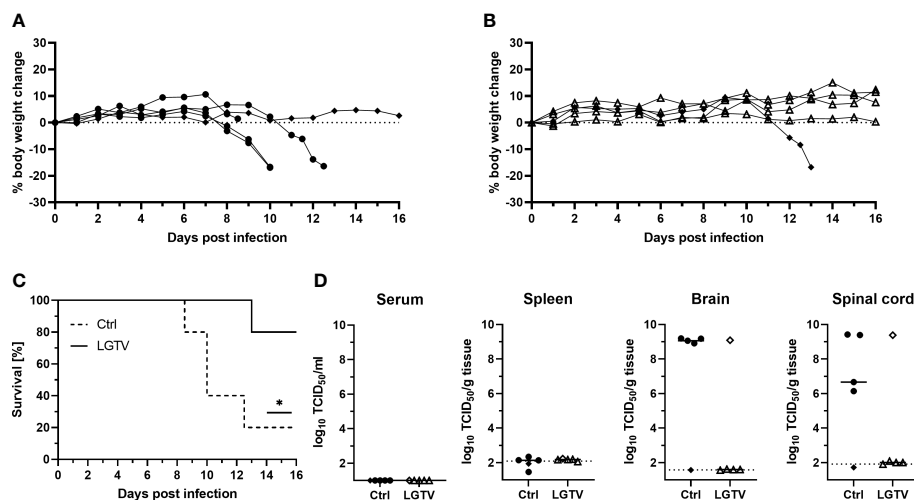 A
% body weight change
30
20
10
0
-10
-20
-30
0 2 4 6 8 10 12 14 16
Days post infection
B
% body weight change
30
20
10
0
-10
-20
-30
0 2 4 6 8 10 12 14 16
Days post infection
C
Survival [%]
100
80
60
40
20
0
Ctrl
LGTV
*
0 2 4 6 8 10 12 14 16
Days post infection
D
Serum
log10 TCID50/ml
10
8
6
4
2
Ctrl LGTV
Spleen
log10 TCID50/g tissue
10
8
6
4
2
Ctrl LGTV
Brain
log10 TCID50/g tissue
10
8
6
4
2
Ctrl LGTV
Spinal cord
log10 TCID50/g tissue
10
8
6
4
2
Ctrl LGTV